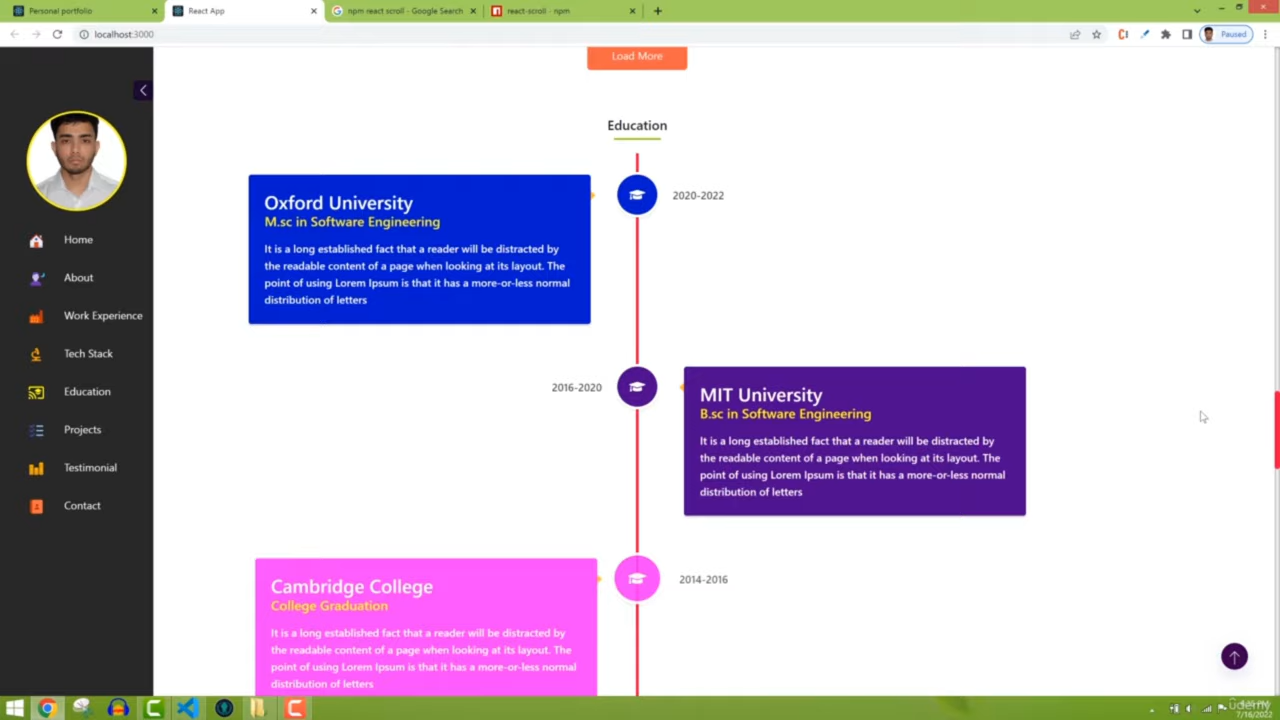 Personal portfolio
React App
npm react scroll - Google Search
react-scroll - npm
localhost:3000
Paused
Load More
Education
Oxford University
M.sc in Software Engineering
It is a long established fact that a reader will be distracted by
the readable content of a page when looking at its layout. The
point of using Lorem Ipsum is that it has a more-or-less normal
distribution of letters
2020-2022
Home
About
Work Experience
Tech Stack
Education
Projects
Testimonial
Contact
2016-2020
MIT University
B.sc in Software Engineering
It is a long established fact that a reader will be distracted by
the readable content of a page when looking at its layout. The
point of using Lorem Ipsum is that it has a more-or-less normal
distribution of letters
Cambridge College
College Graduation
It is a long established fact that a reader will be distracted by
the readable content of a page when looking at its layout. The
point of using Lorem Ipsum is that it has a more-or-less normal
distribution of letters
2014-2016
udemy
7/16/2022